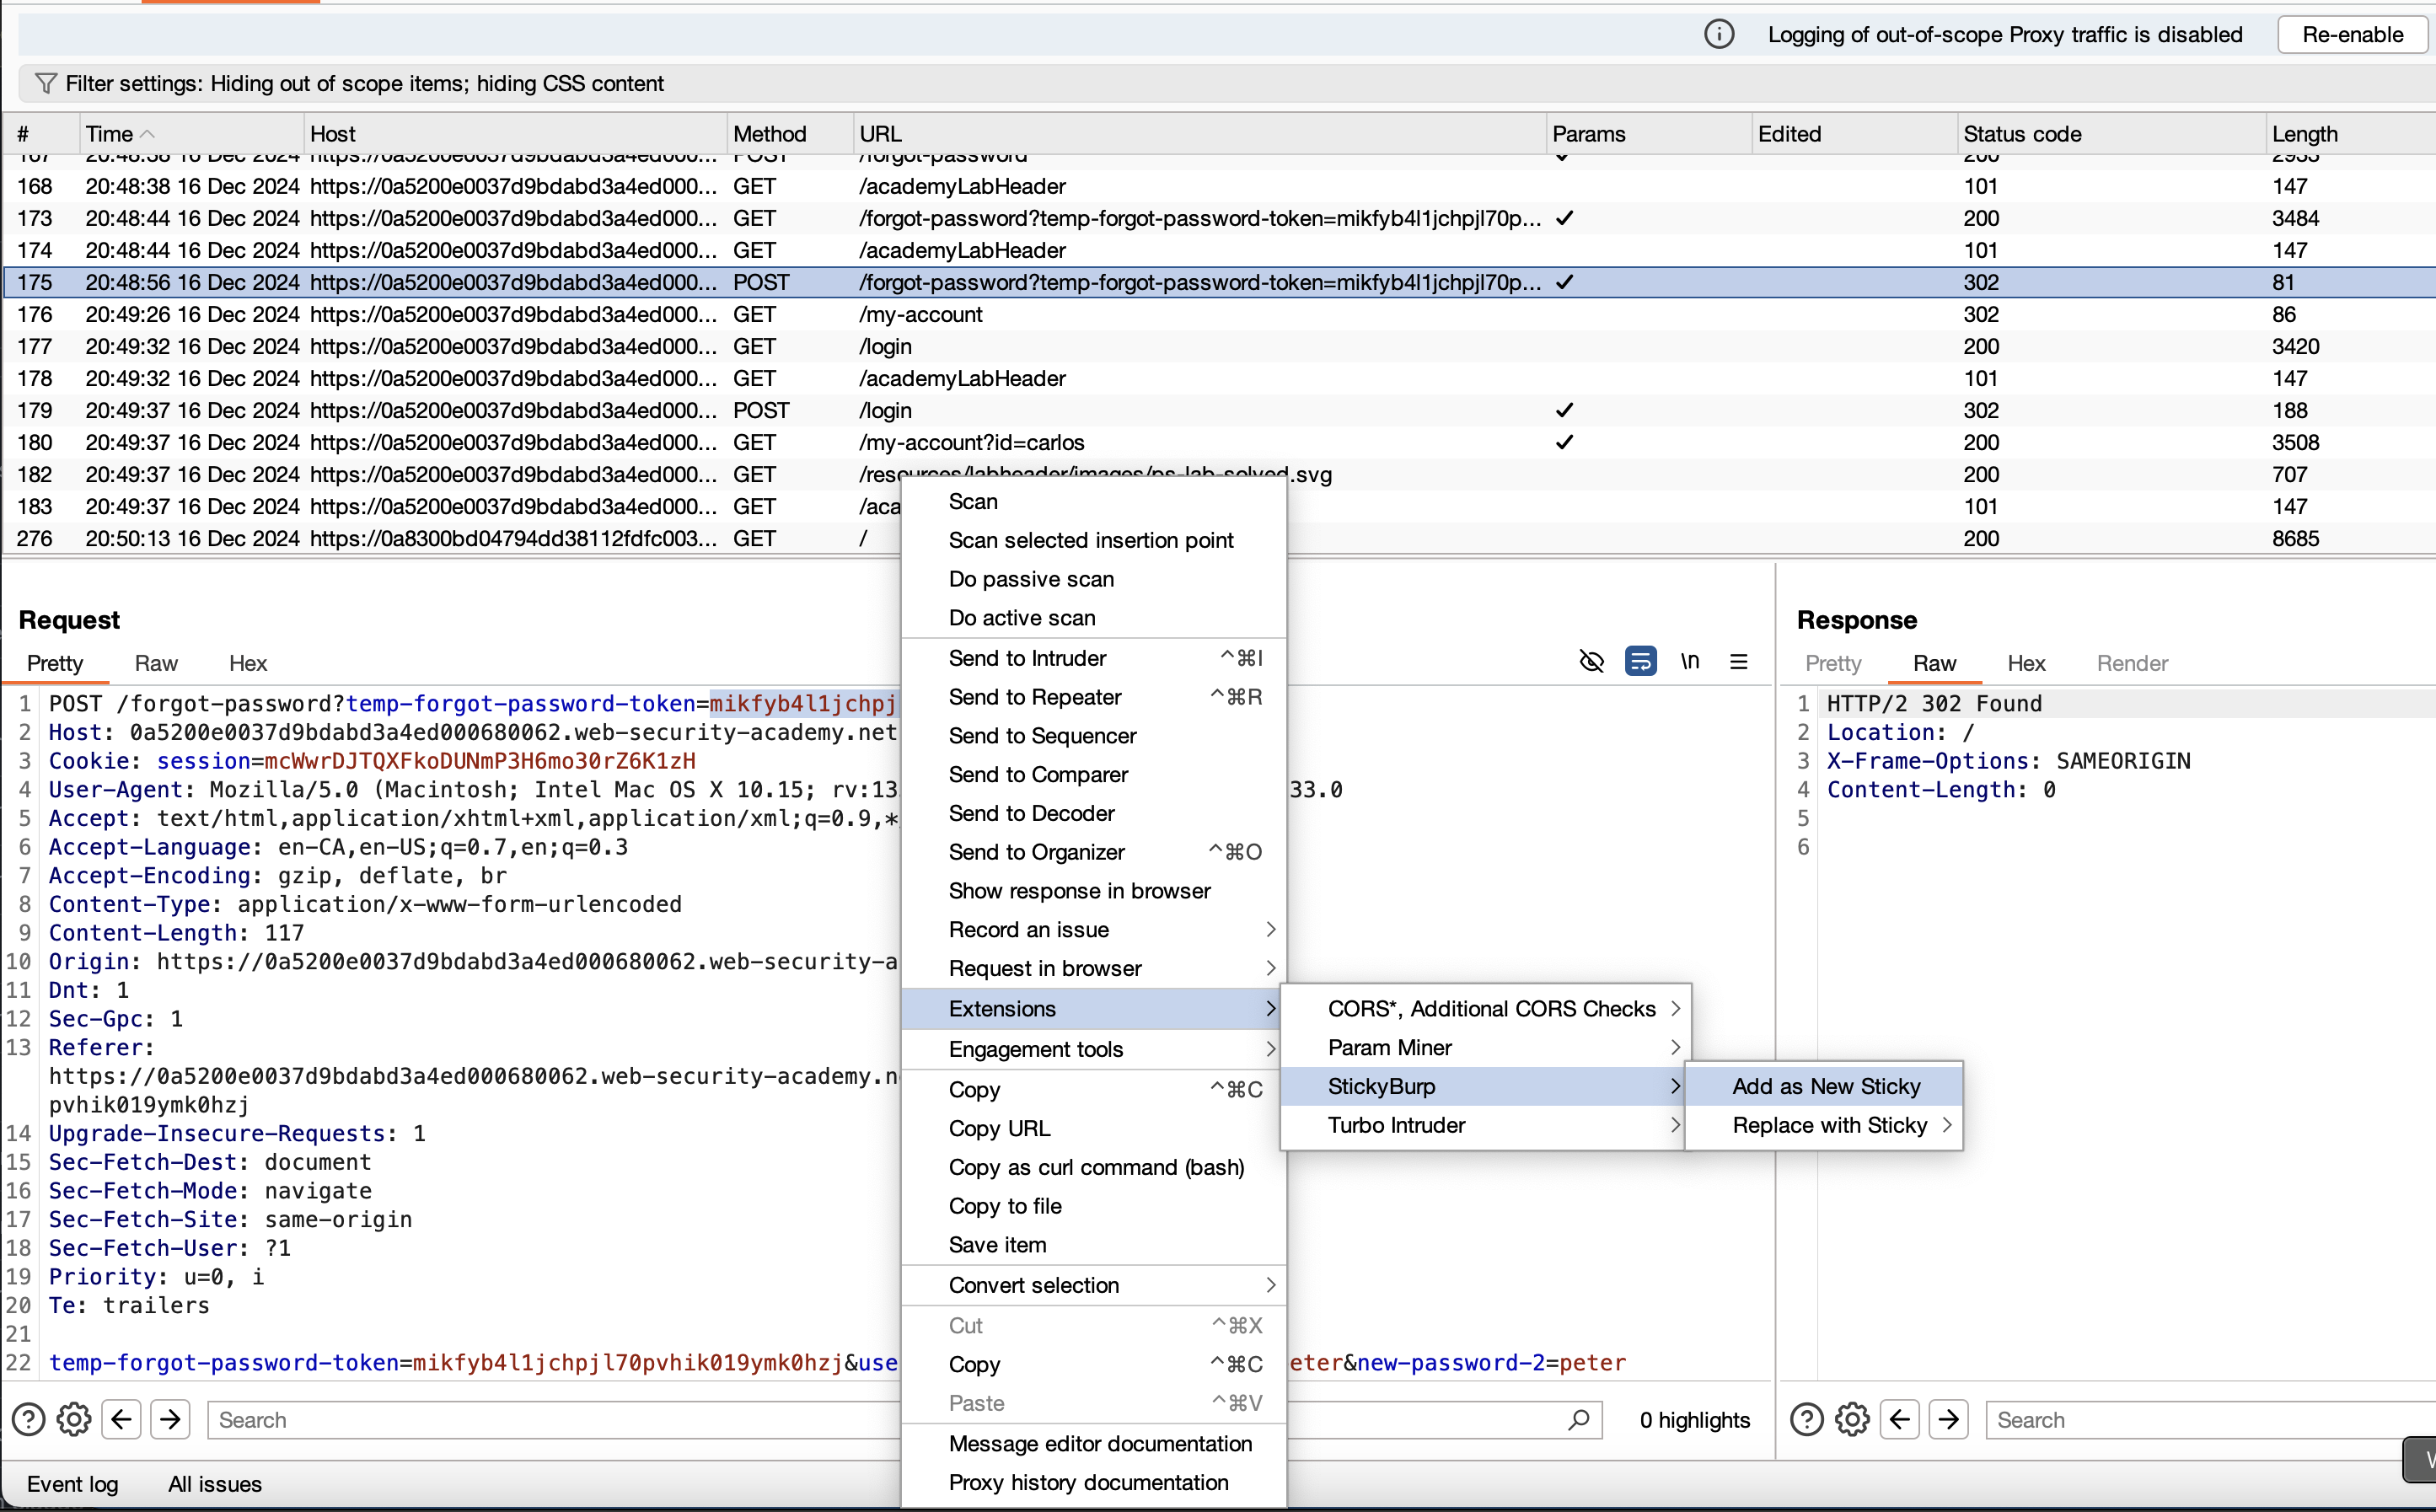 Logging of out-of-scope Proxy traffic is disabled Re-enable
Filter settings: Hiding out of scope items; hiding CSS content
# Time Host Method URL Params Edited Status code Length
167 20:48:38 16 Dec 2024 https://0a5200e0037d9bdabd3a4ed000... POST /forgot-password ✓ 200 2933
168 20:48:38 16 Dec 2024 https://0a5200e0037d9bdabd3a4ed000... GET /academyLabHeader 101 147
173 20:48:44 16 Dec 2024 https://0a5200e0037d9bdabd3a4ed000... GET /forgot-password?temp-forgot-password-token=mikfyb4l1jchpjl70p... ✓ 200 3484
174 20:48:44 16 Dec 2024 https://0a5200e0037d9bdabd3a4ed000... GET /academyLabHeader 101 147
175 20:48:56 16 Dec 2024 https://0a5200e0037d9bdabd3a4ed000... POST /forgot-password?temp-forgot-password-token=mikfyb4l1jchpjl70p... ✓ 302 81
176 20:49:26 16 Dec 2024 https://0a5200e0037d9bdabd3a4ed000... GET /my-account 302 86
177 20:49:32 16 Dec 2024 https://0a5200e0037d9bdabd3a4ed000... GET /login 200 3420
178 20:49:32 16 Dec 2024 https://0a5200e0037d9bdabd3a4ed000... GET /academyLabHeader 101 147
179 20:49:37 16 Dec 2024 https://0a5200e0037d9bdabd3a4ed000... POST /login ✓ 302 188
180 20:49:37 16 Dec 2024 https://0a5200e0037d9bdabd3a4ed000... GET /my-account?id=carlos ✓ 200 3508
182 20:49:37 16 Dec 2024 https://0a5200e0037d9bdabd3a4ed000... GET /resources/labheader/images/ps-lab-solved.svg 200 707
183 20:49:37 16 Dec 2024 https://0a5200e0037d9bdabd3a4ed000... GET /aca 101 147
276 20:50:13 16 Dec 2024 https://0a8300bd04794dd38112fdfc003... GET / 200 8685
Request
Pretty Raw Hex \n
1 POST /forgot-password?temp-forgot-password-token=mikfyb4l1jchpj
2 Host: 0a5200e0037d9bdabd3a4ed000680062.web-security-academy.net
3 Cookie: session=mcWwrDJTQXFkoDUNmP3H6mo30rZ6K1zH
4 User-Agent: Mozilla/5.0 (Macintosh; Intel Mac OS X 10.15; rv:13 33.0
5 Accept: text/html,application/xhtml+xml,application/xml;q=0.9,*
6 Accept-Language: en-CA,en-US;q=0.7,en;q=0.3
7 Accept-Encoding: gzip, deflate, br
8 Content-Type: application/x-www-form-urlencoded
9 Content-Length: 117
10 Origin: https://0a5200e0037d9bdabd3a4ed000680062.web-security-a
11 Dnt: 1
12 Sec-Gpc: 1
13 Referer:
https://0a5200e0037d9bdabd3a4ed000680062.web-security-academy.n
pvhik019ymk0hzj
14 Upgrade-Insecure-Requests: 1
15 Sec-Fetch-Dest: document
16 Sec-Fetch-Mode: navigate
17 Sec-Fetch-Site: same-origin
18 Sec-Fetch-User: ?1
19 Priority: u=0, i
20 Te: trailers
21
22 temp-forgot-password-token=mikfyb4l1jchpjl70pvhik019ymk0hzj&use eter&new-password-2=peter
Search 0 highlights
Scan
Scan selected insertion point
Do passive scan
Do active scan
Send to Intruder ^⌘I
Send to Repeater ^⌘R
Send to Sequencer
Send to Comparer
Send to Decoder
Send to Organizer ^⌘O
Show response in browser
Record an issue
Request in browser
Extensions
Engagement tools
Copy ^⌘C
Copy URL
Copy as curl command (bash)
Copy to file
Save item
Convert selection
Cut ^⌘X
Copy ^⌘C
Paste ^⌘V
Message editor documentation
Proxy history documentation
CORS*, Additional CORS Checks
Param Miner
StickyBurp
Turbo Intruder
Add as New Sticky
Replace with Sticky
Response
Pretty Raw Hex Render
1 HTTP/2 302 Found
2 Location: /
3 X-Frame-Options: SAMEORIGIN
4 Content-Length: 0
5
6
Search
Event log All issues